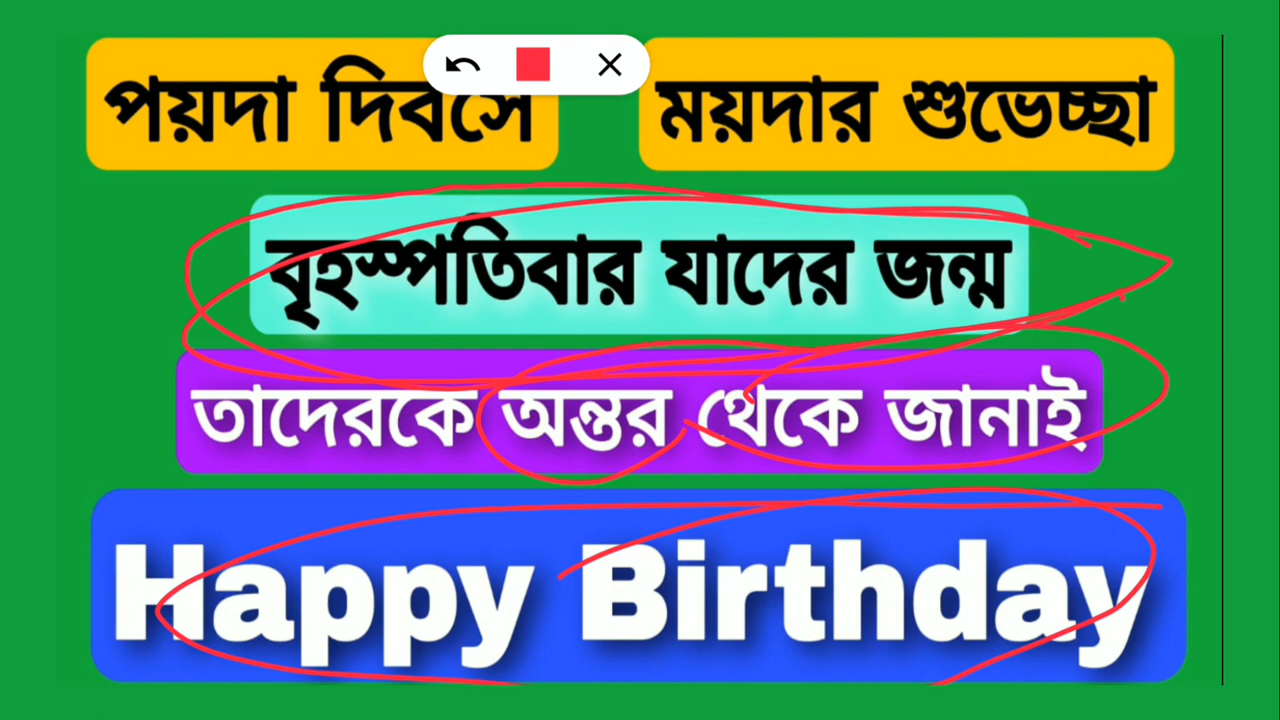 পয়দা দিবসে ময়দার শুভেচ্ছা
বৃহস্পতিবার যাদের জন্ম
তাদেরকে অন্তর থেকে জানাই
Happy Birthday